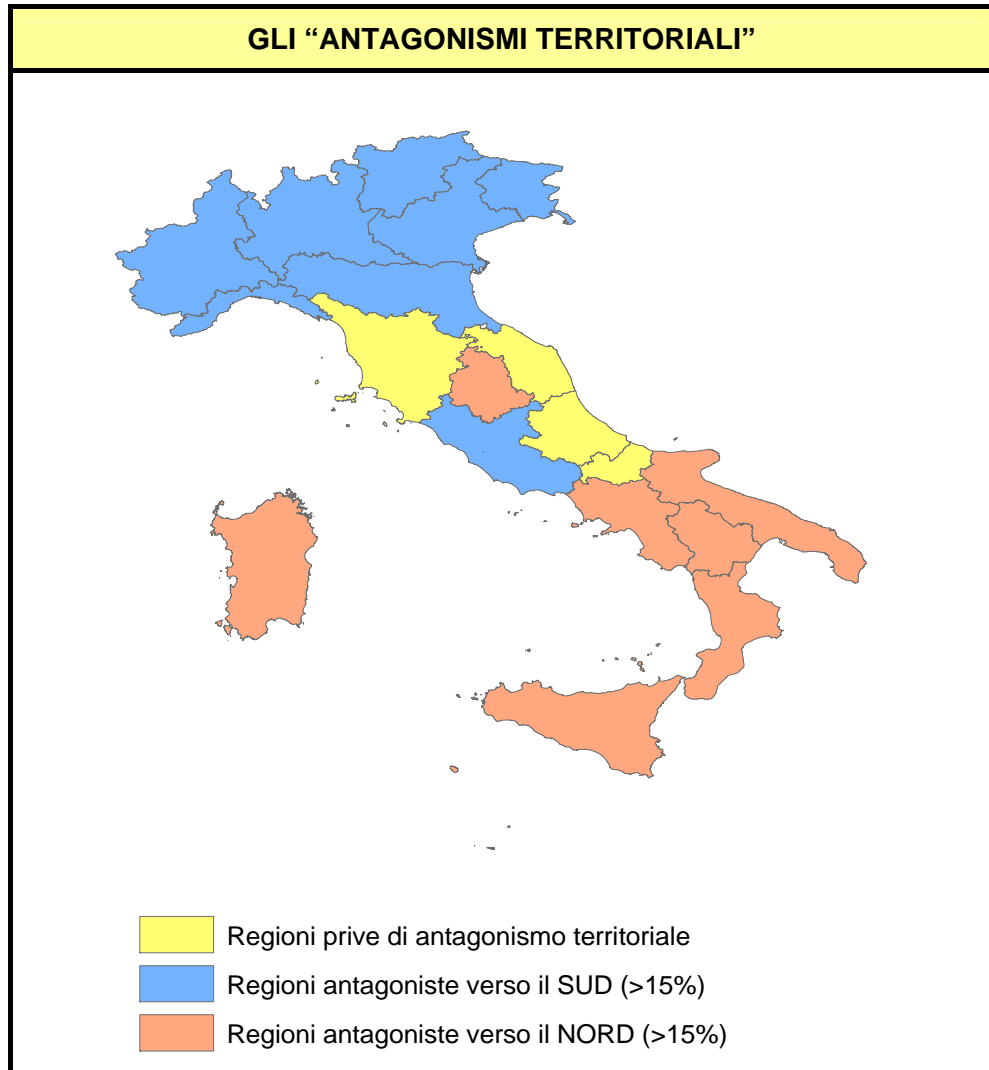 GLI “ANTAGONISMI TERRITORIALI”
Regioni prive di antagonismo territoriale
Regioni antagoniste verso il SUD (>15%)
Regioni antagoniste verso il NORD (>15%)